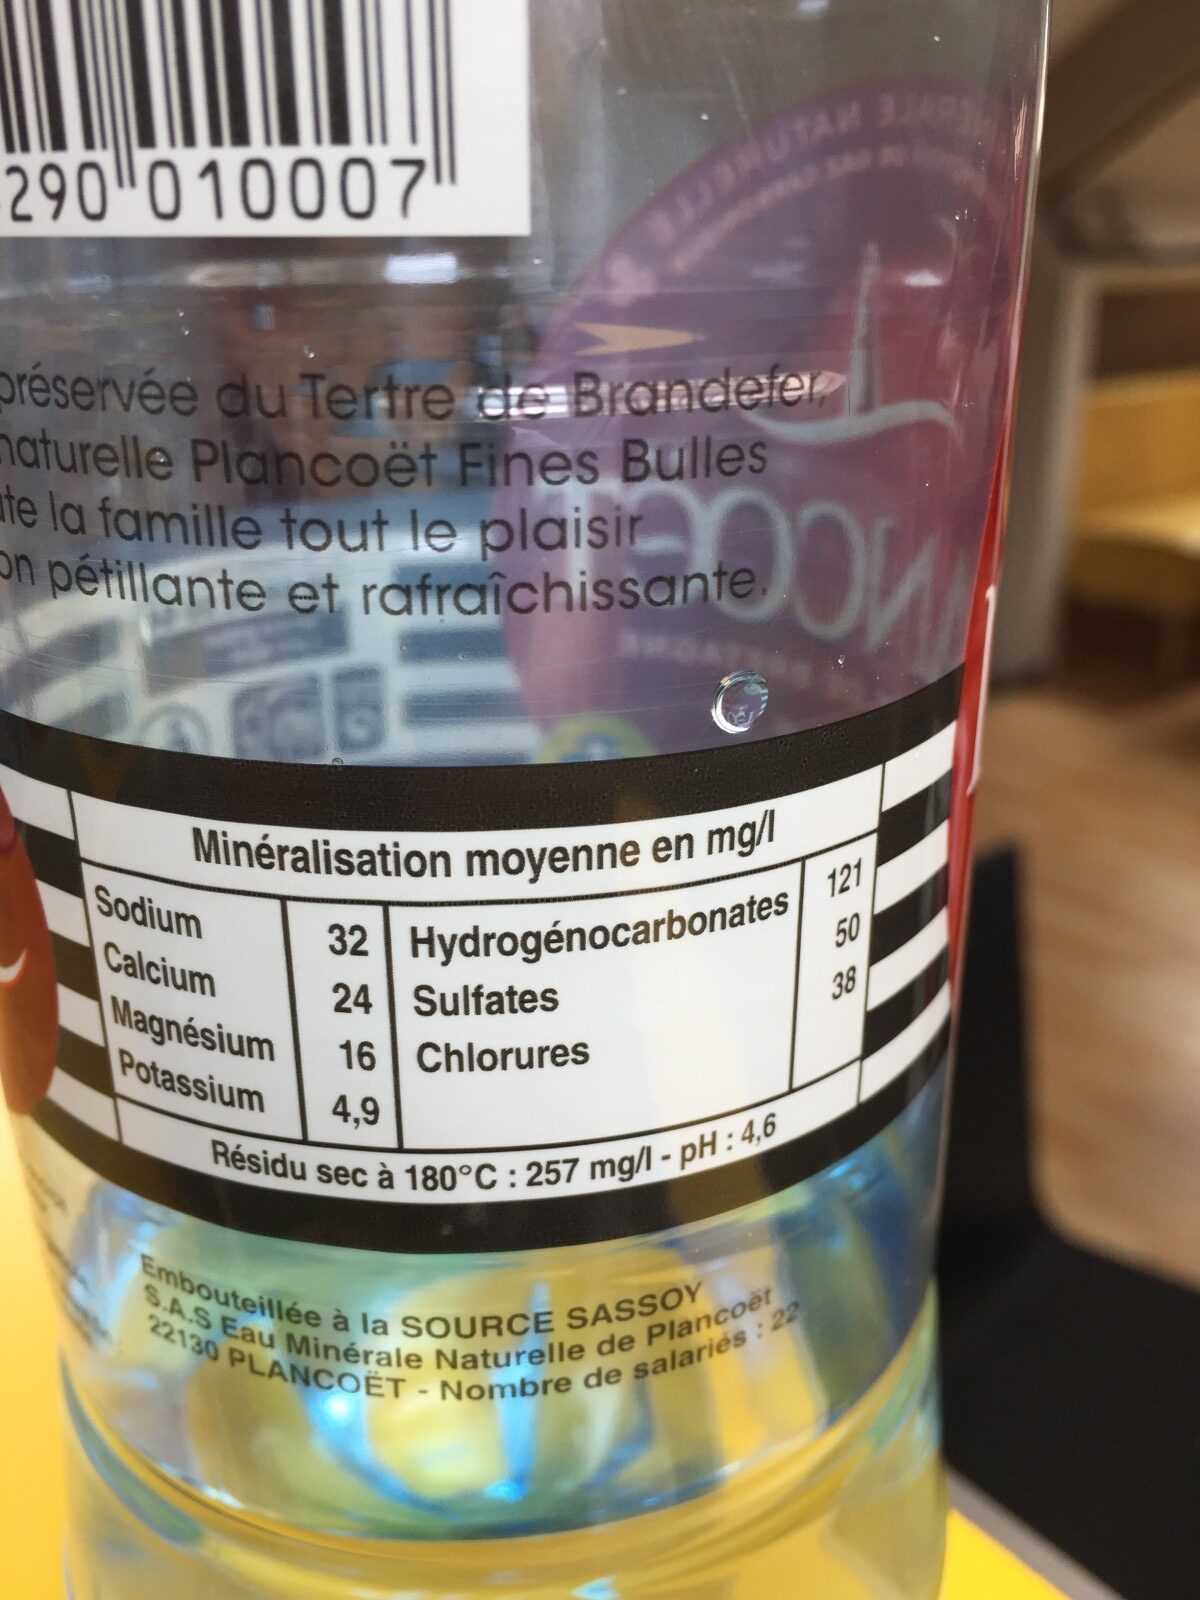 290 010007
préservée du Tertre de Brandefer,
naturelle Plancoët Fines Bulles
la famille tout le plaisir
pétillante et rafraîchissante.
Minéralisation moyenne en mg/l
Sodium 32 Hydrogénocarbonates 121
Calcium 24 Sulfates 50
Magnésium 16 Chlorures 38
Potassium 4,9
Résidu sec à 180°C : 257 mg/l - pH : 4,6
Embouteillée à la SOURCE SASSOY
S.A.S Eau Minérale Naturelle de Plancoët
22130 PLANCOËT - Nombre de salariés : 22